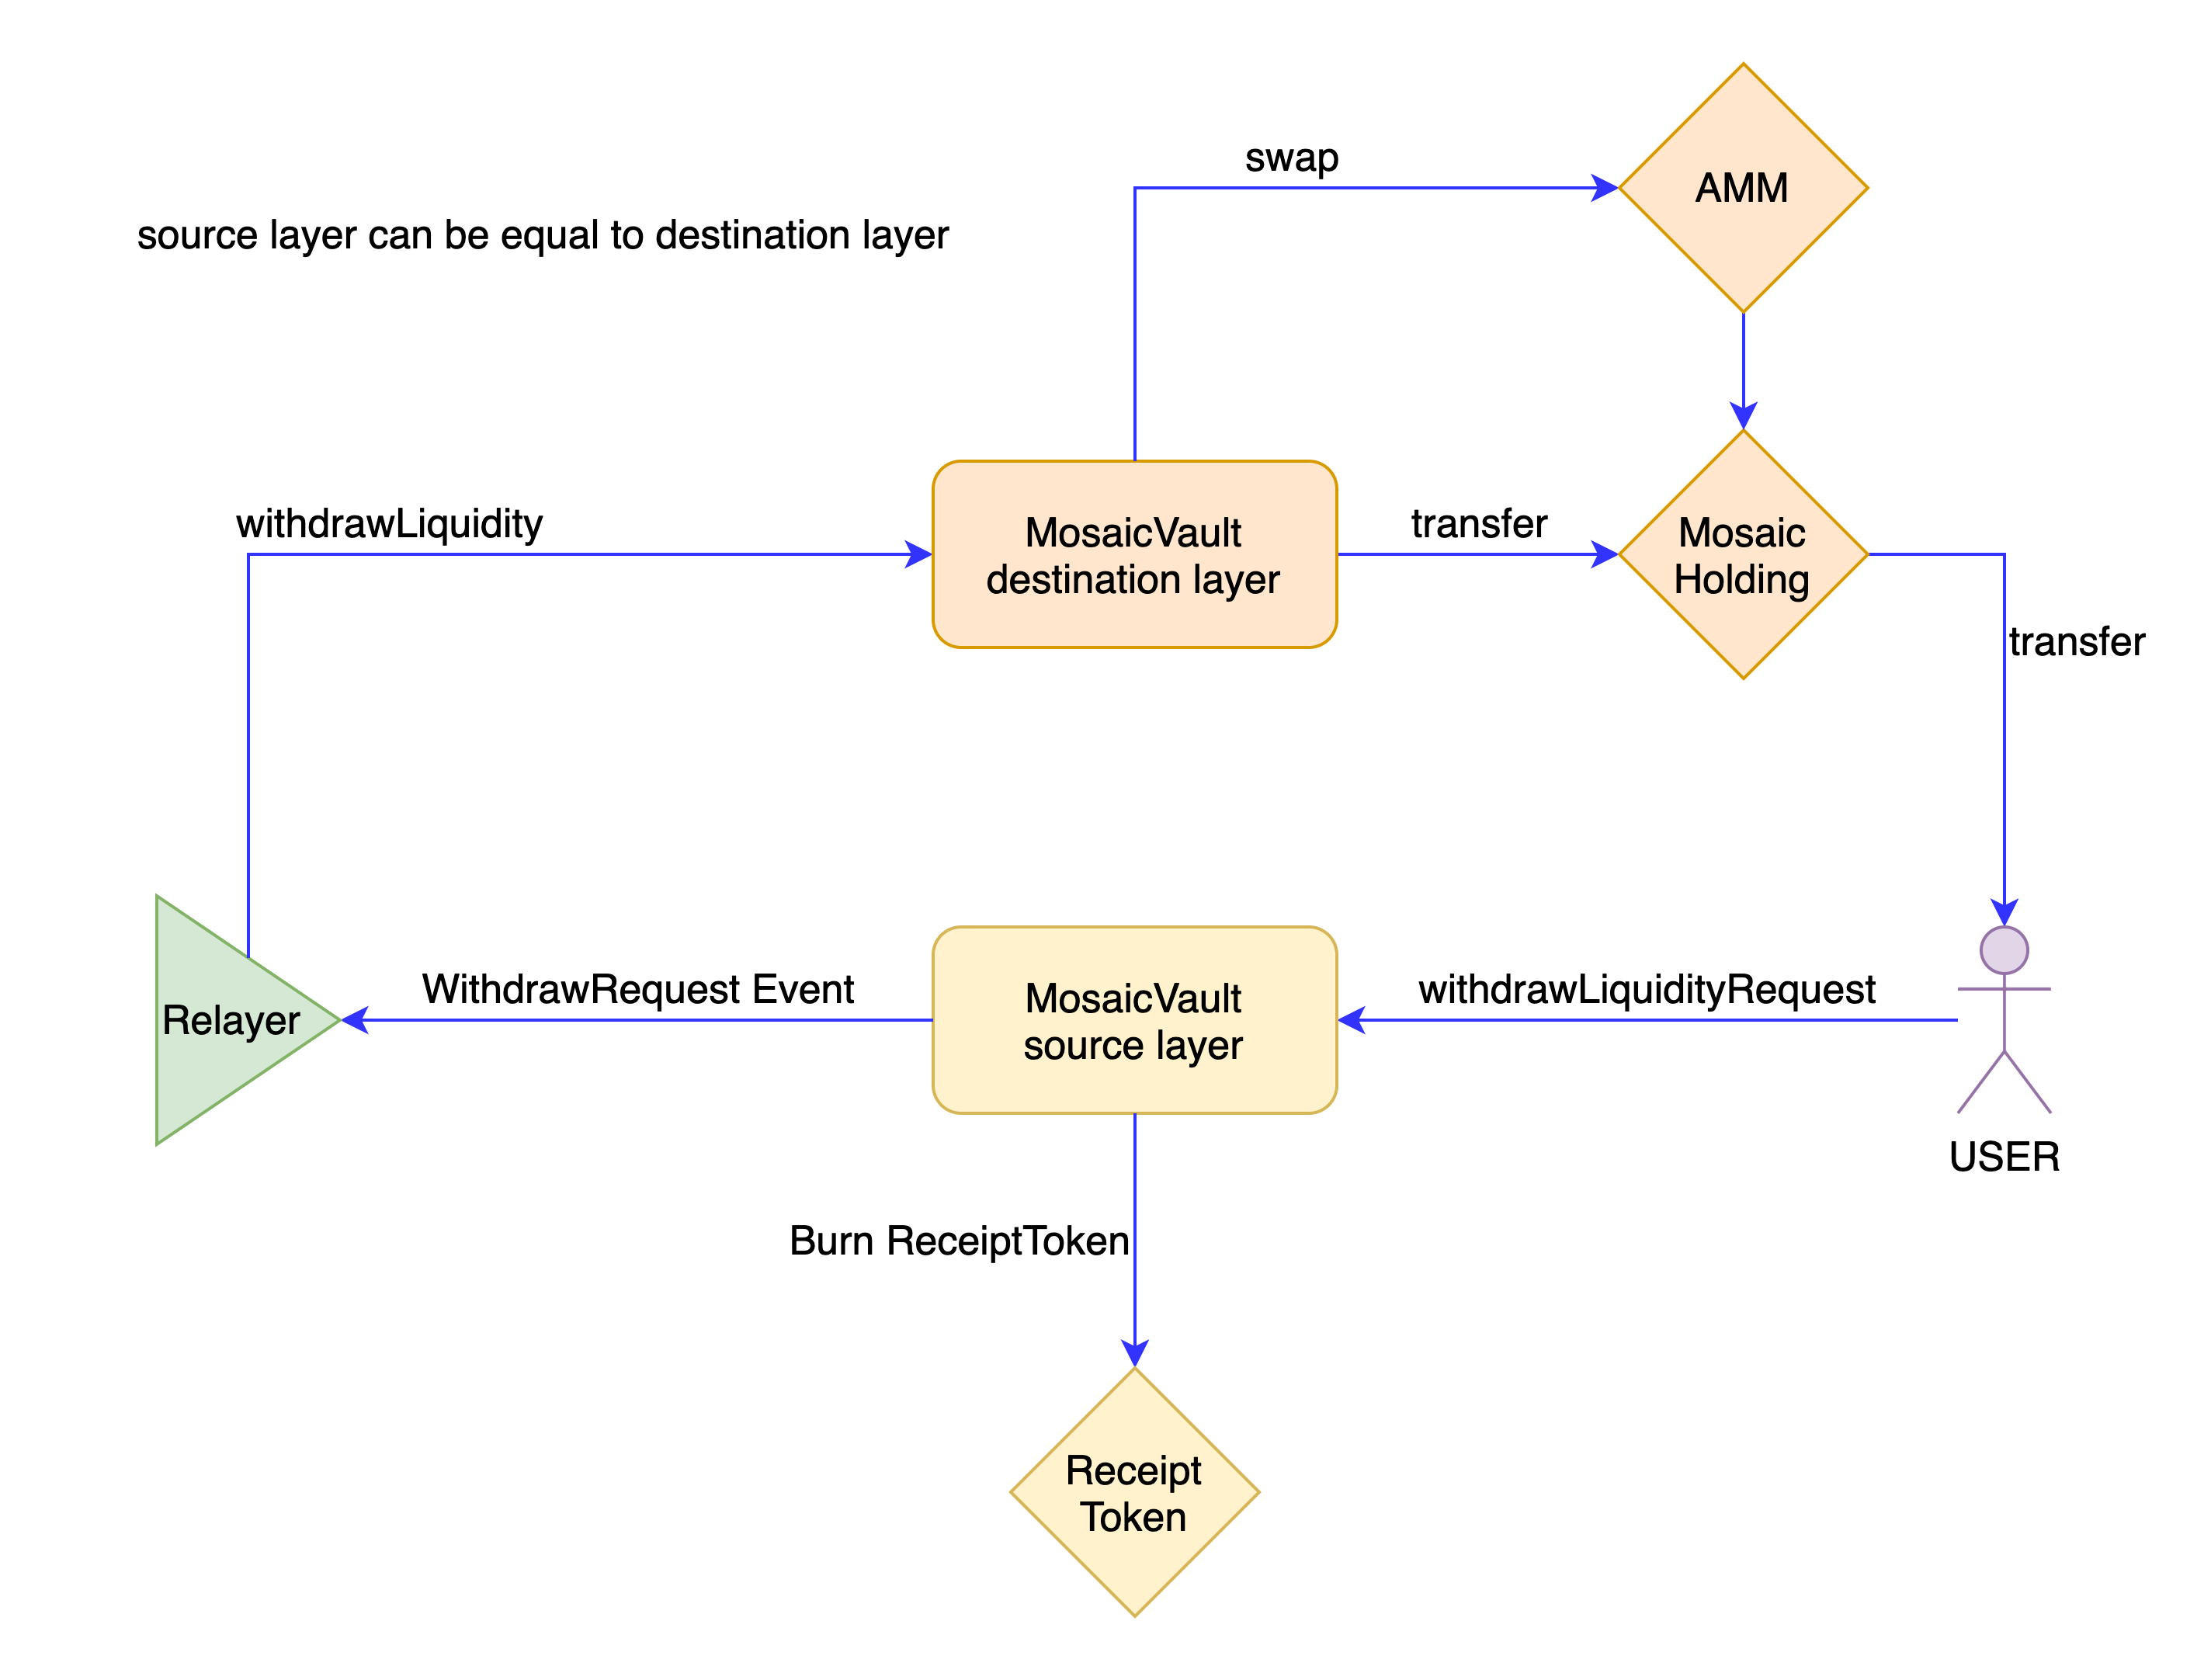 swap
AMM
source layer can be equal to destination layer
withdrawLiquidity
MosaicVault
destination layer
transfer
Mosaic
Holding
transfer
Relayer
WithdrawRequest Event
MosaicVault
source layer
withdrawLiquidityRequest
USER
Burn ReceiptToken
Receipt
Token